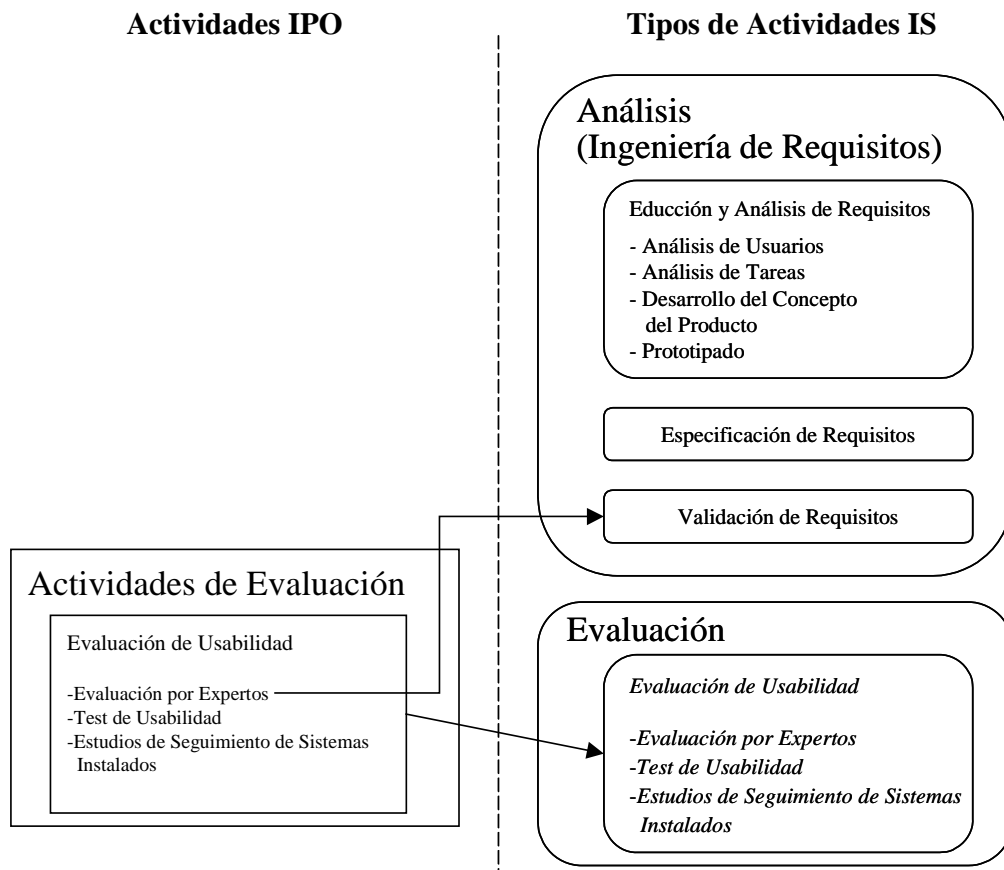 Actividades IPO
Tipos de Actividades IS
Análisis
(Ingeniería de Requisitos)
Educción y Análisis de Requisitos
- Análisis de Usuarios
- Análisis de Tareas
- Desarrollo del Concepto
del Producto
- Prototipado
Especificación de Requisitos
Validación de Requisitos
Actividades de Evaluación
Evaluación de Usabilidad
-Evaluación por Expertos
-Test de Usabilidad
-Estudios de Seguimiento de Sistemas
Instalados
Evaluación
Evaluación de Usabilidad
-Evaluación por Expertos
-Test de Usabilidad
-Estudios de Seguimiento de Sistemas
Instalados